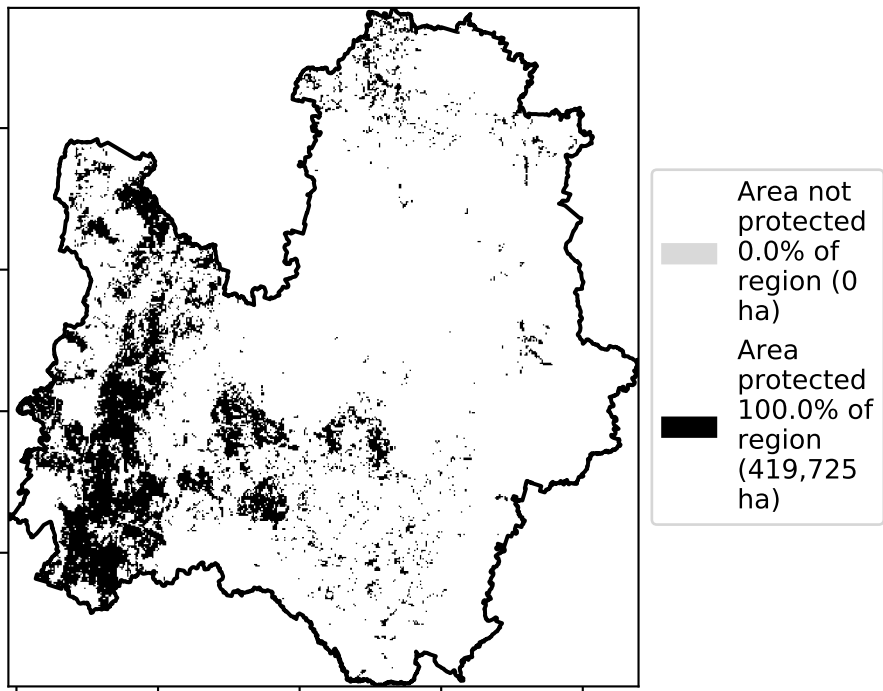 Area not
protected
0.0% of
region (0
ha)
Area
protected
100.0% of
region
(419,725
ha)